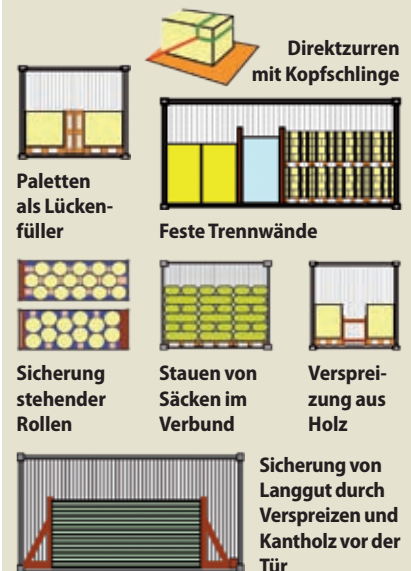 Direktzurren
mit Kopfschlinge
Paletten
als Lücken-
füller
Feste Trennwände
Sicherung
stehender
Rollen
Stauen von
Säcken im
Verbund
Versprei-
zung aus
Holz
Sicherung von
Langgut durch
Verspreizen und
Kantholz vor der
Tür